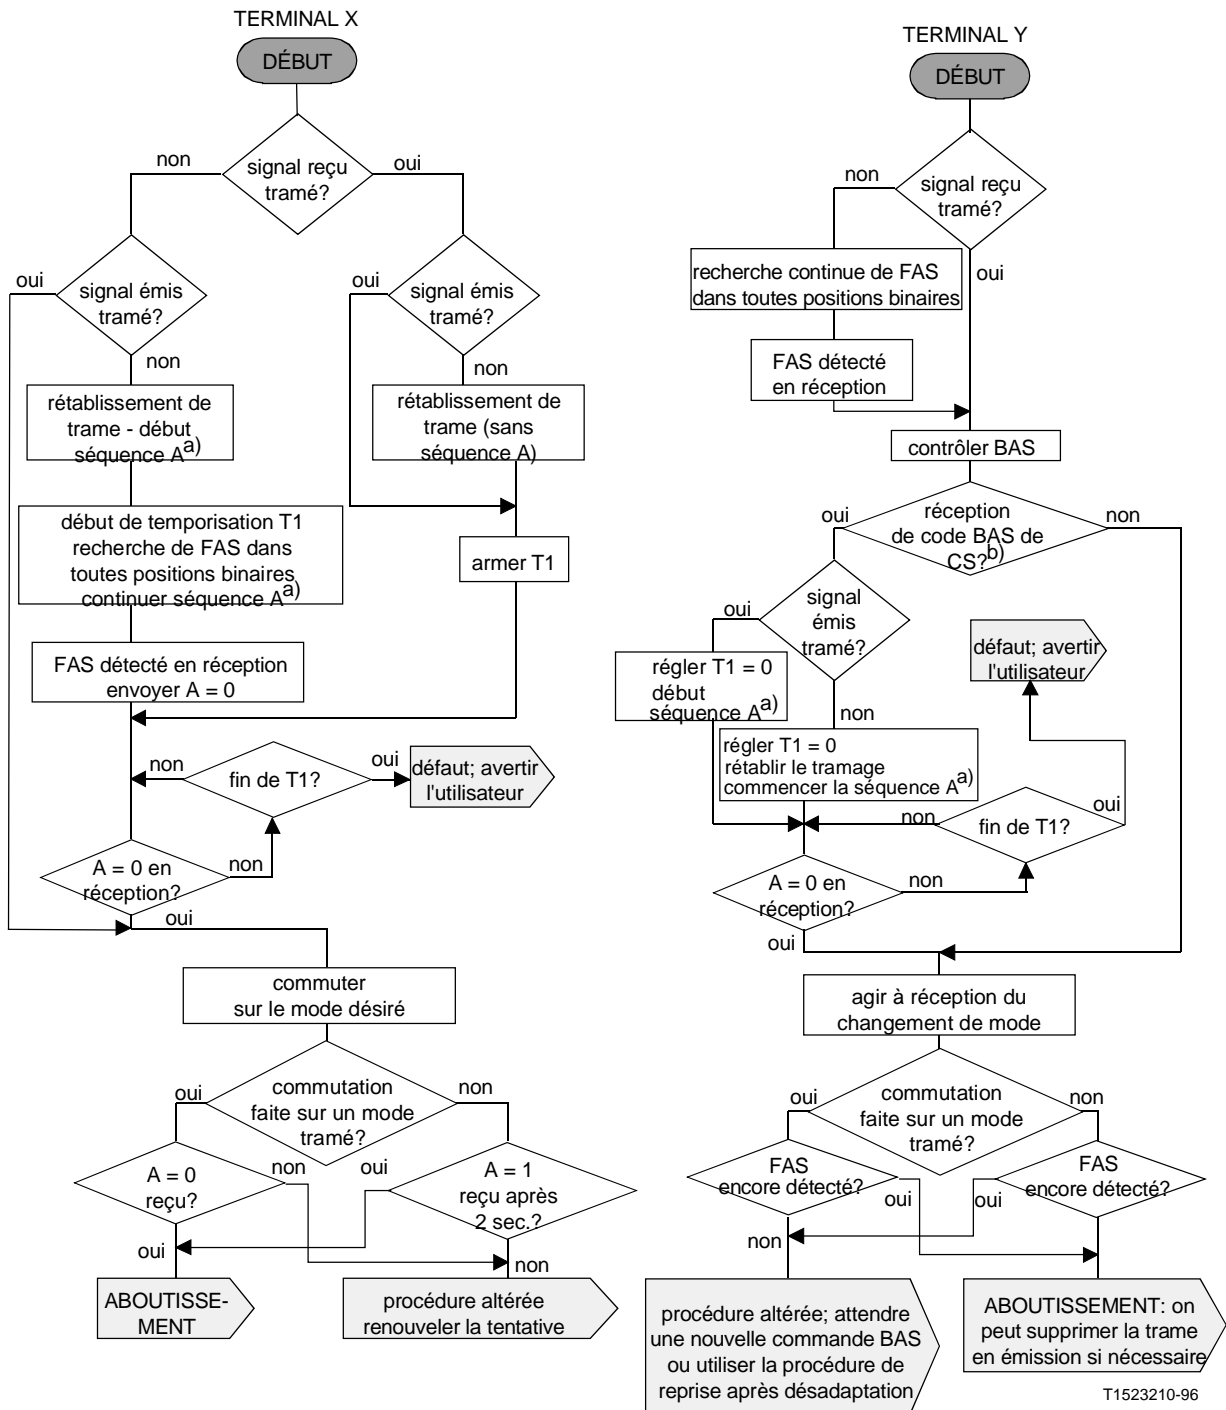 TERMINAL X
DÉBUT
signal reçu
tramé?
non
oui
signal émis
tramé?
oui
non
signal émis
tramé?
oui
non
rétablissement de
trame - début
séquence A a)
rétablissement de
trame (sans
séquence A)
début de temporisation T1
recherche de FAS dans
toutes positions binaires
continuer séquence A a)
armer T1
FAS détecté en réception
envoyer A = 0
non
fin de T1?
oui
défaut; avertir
l'utilisateur
A = 0 en
réception?
non
oui
commuter
sur le mode désiré
commutation
faite sur un mode
tramé?
oui
non
A = 0
reçu?
non
oui
A = 1
reçu après
2 sec.?
oui
non
ABOUTISSE-
MENT
procédure altérée
renouveler la tentative
TERMINAL Y
DÉBUT
signal reçu
tramé?
non
oui
recherche continue de FAS
dans toutes positions binaires
FAS détecté
en réception
contrôler BAS
réception
de code BAS de
CS? b)
oui
non
signal
émis
tramé?
oui
non
défaut; avertir
l'utilisateur
régler T1 = 0
début
séquence A a)
régler T1 = 0
rétablir le tramage
commencer la séquence A a)
non
fin de T1?
oui
A = 0 en
réception?
non
oui
agir à réception du
changement de mode
commutation
faite sur un mode
tramé?
oui
non
FAS
encore détecté?
oui
non
FAS
encore détecté?
oui
procédure altérée; attendre
une nouvelle commande BAS
ou utiliser la procédure de
reprise après désadaptation
ABOUTISSEMENT: on
peut supprimer la trame
en émission si nécessaire
T1523210-96